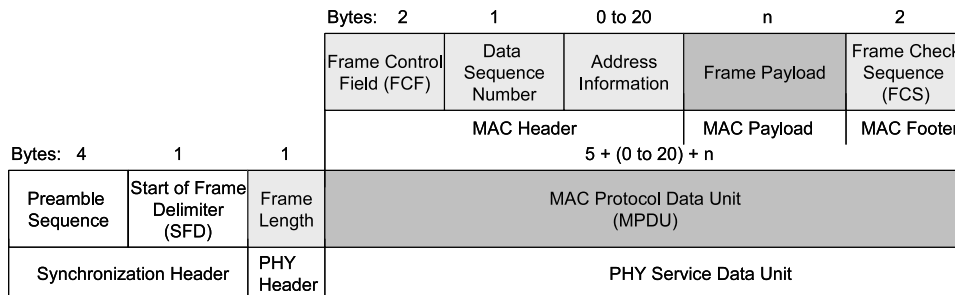 Bytes: 2 1 0 to 20 n 2
Frame Control Field (FCF)
Data Sequence Number
Address Information
Frame Payload
Frame Check Sequence (FCS)
MAC Header
MAC Payload
MAC Footer
Bytes: 4 1 1 5 + (0 to 20) + n
Preamble Sequence
Start of Frame Delimiter (SFD)
Frame Length
MAC Protocol Data Unit (MPDU)
Synchronization Header
PHY Header
PHY Service Data Unit